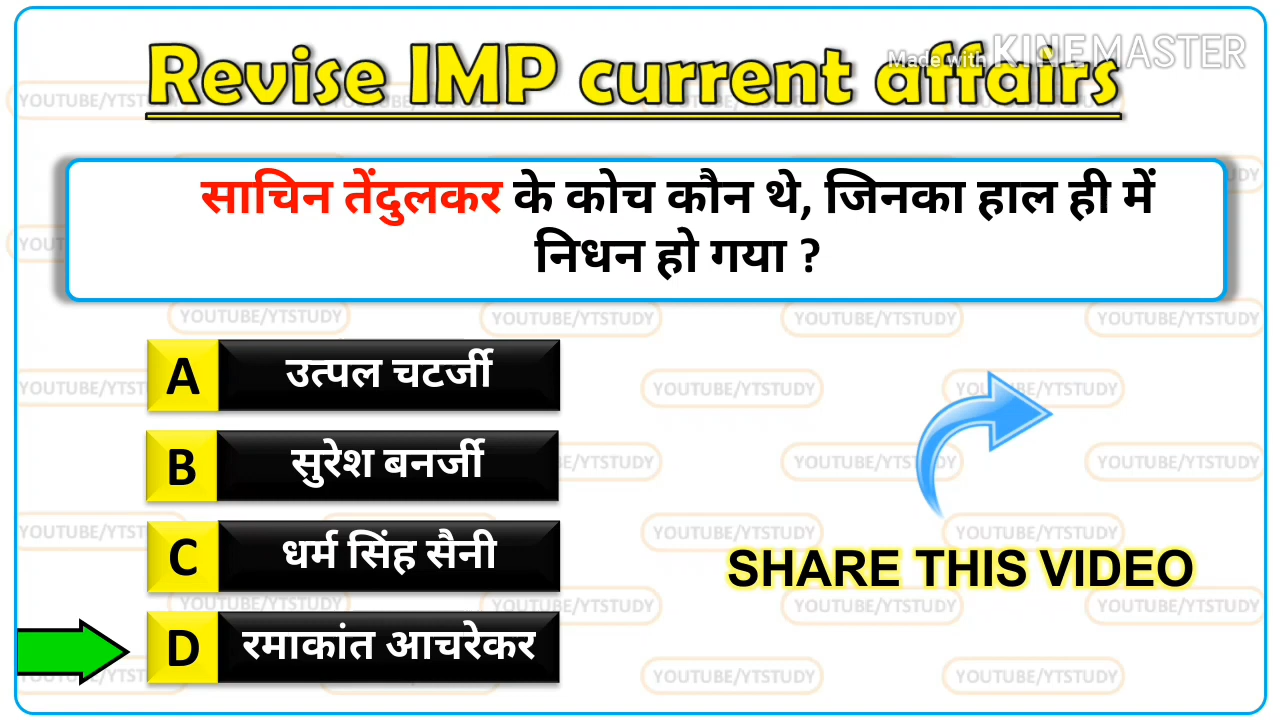 Revise IMP current affairs
Made with KINEMASTER
साचिन तेंदुलकर के कोच कौन थे, जिनका हाल ही में
निधन हो गया ?
A उत्पल चटर्जी
B सुरेश बनर्जी
C धर्म सिंह सैनी
D रमाकांत आचरेकर
SHARE THIS VIDEO
YOUTUBE/YTSTUDY